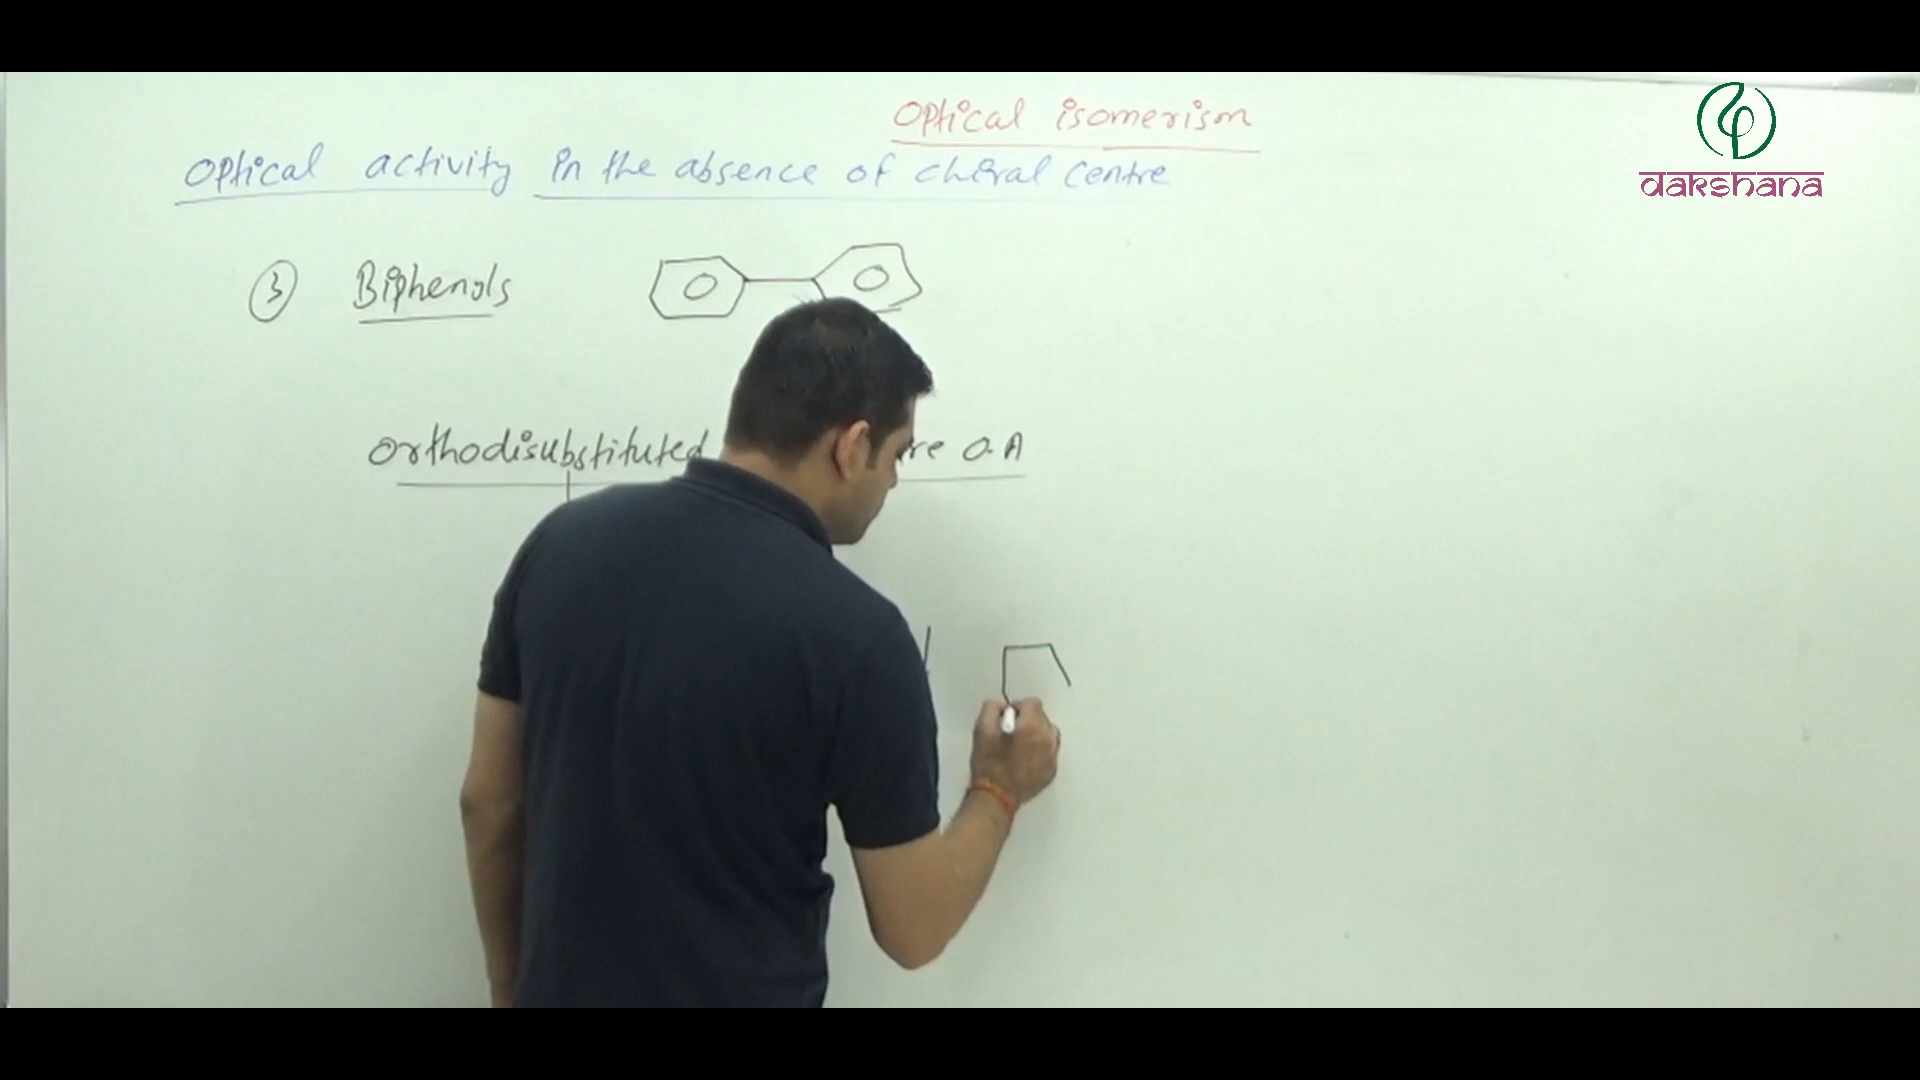 Optical isomerism
Optical activity in the absence of chiral centre
dakshana
3 Biphenols
Orthodisubstituted re O.A